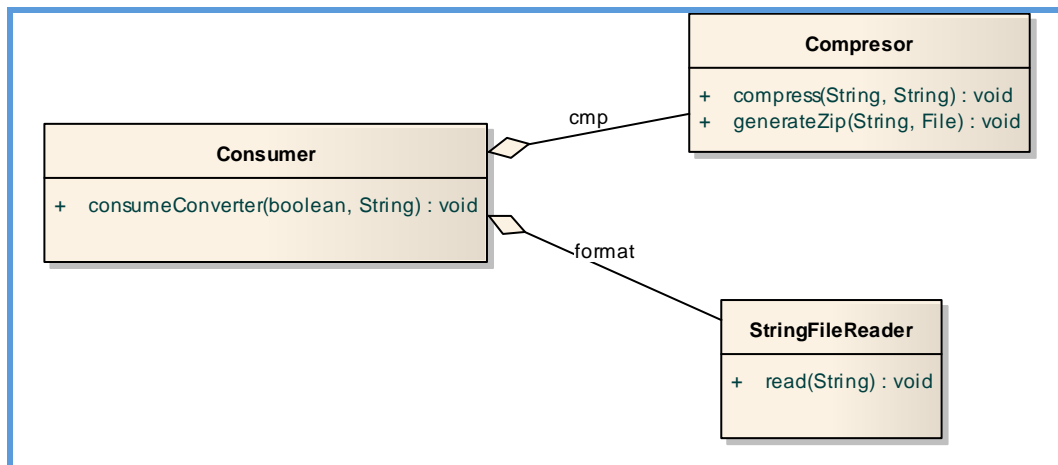 Compresor
+ compress(String, String) : void
+ generateZip(String, File) : void
cmp
Consumer
+ consumeConverter(boolean, String) : void
format
StringFileReader
+ read(String) : void